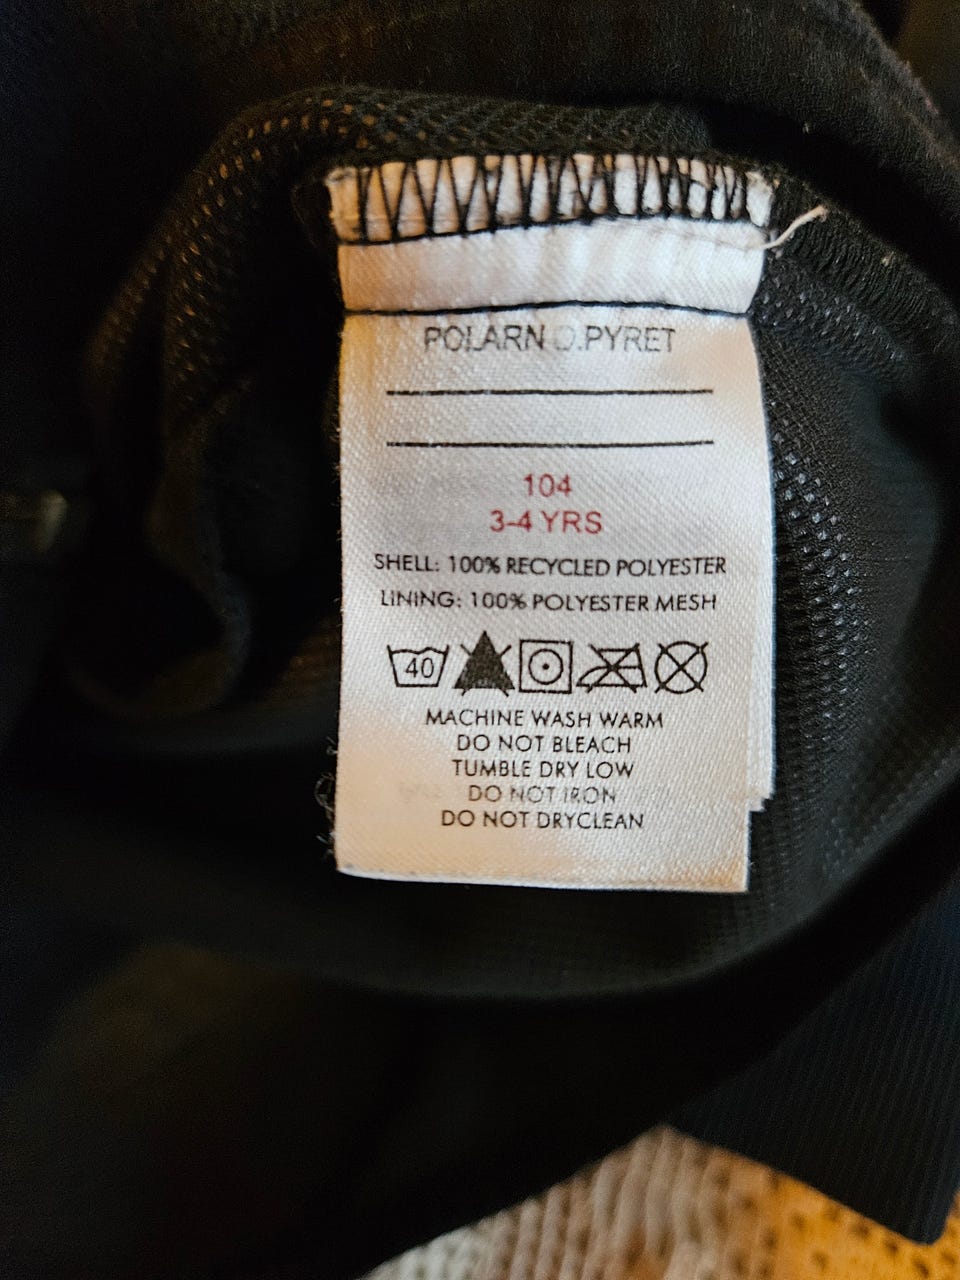 POLARN O.PYRET
104
3-4 YRS
SHELL: 100% RECYCLED POLYESTER
LINING: 100% POLYESTER MESH
40
MACHINE WASH WARM
DO NOT BLEACH
TUMBLE DRY LOW
DO NOT IRON
DO NOT DRYCLEAN